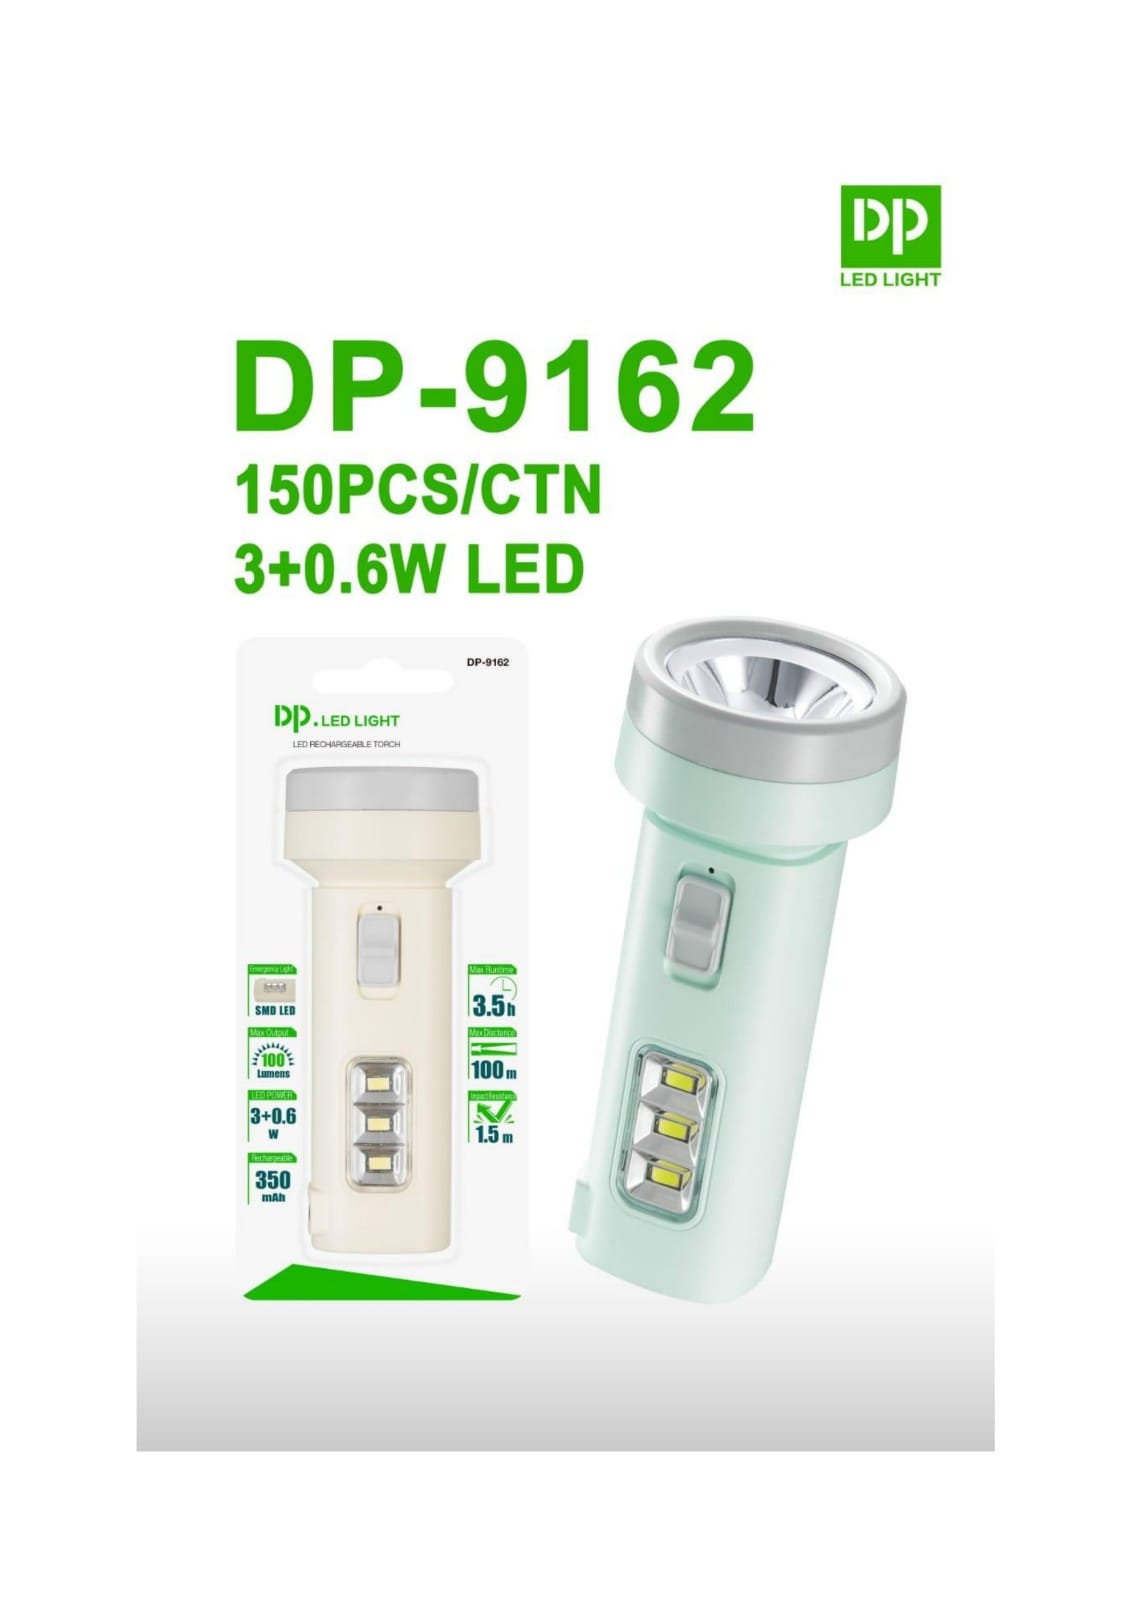 DP
LED LIGHT
DP-9162
150PCS/CTN
3+0.6W LED
DP-9162
DP.LED LIGHT
LED RECHARGEABLE TORCH
Emergency Light
SMD LED
Max Output
100
Lumens
LED POWER
3+0.6
W
Rechargeable
350
mAh
Max Runtime
3.5h
Max Disctance
100m
Impact Resistance
1.5m